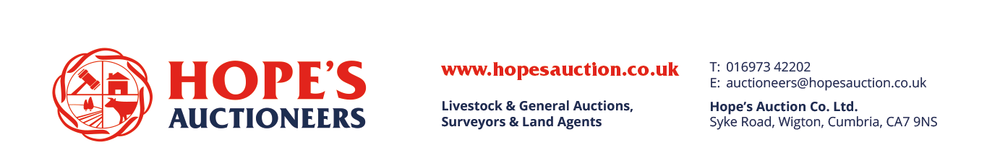 HOPE'S
AUCTIONEERS
www.hopesauction.co.uk
Livestock & General Auctions,
Surveyors & Land Agents
T: 016973 42202
E: auctioneers@hopesauction.co.uk
Hope's Auction Co. Ltd.
Syke Road, Wigton, Cumbria, CA7 9NS